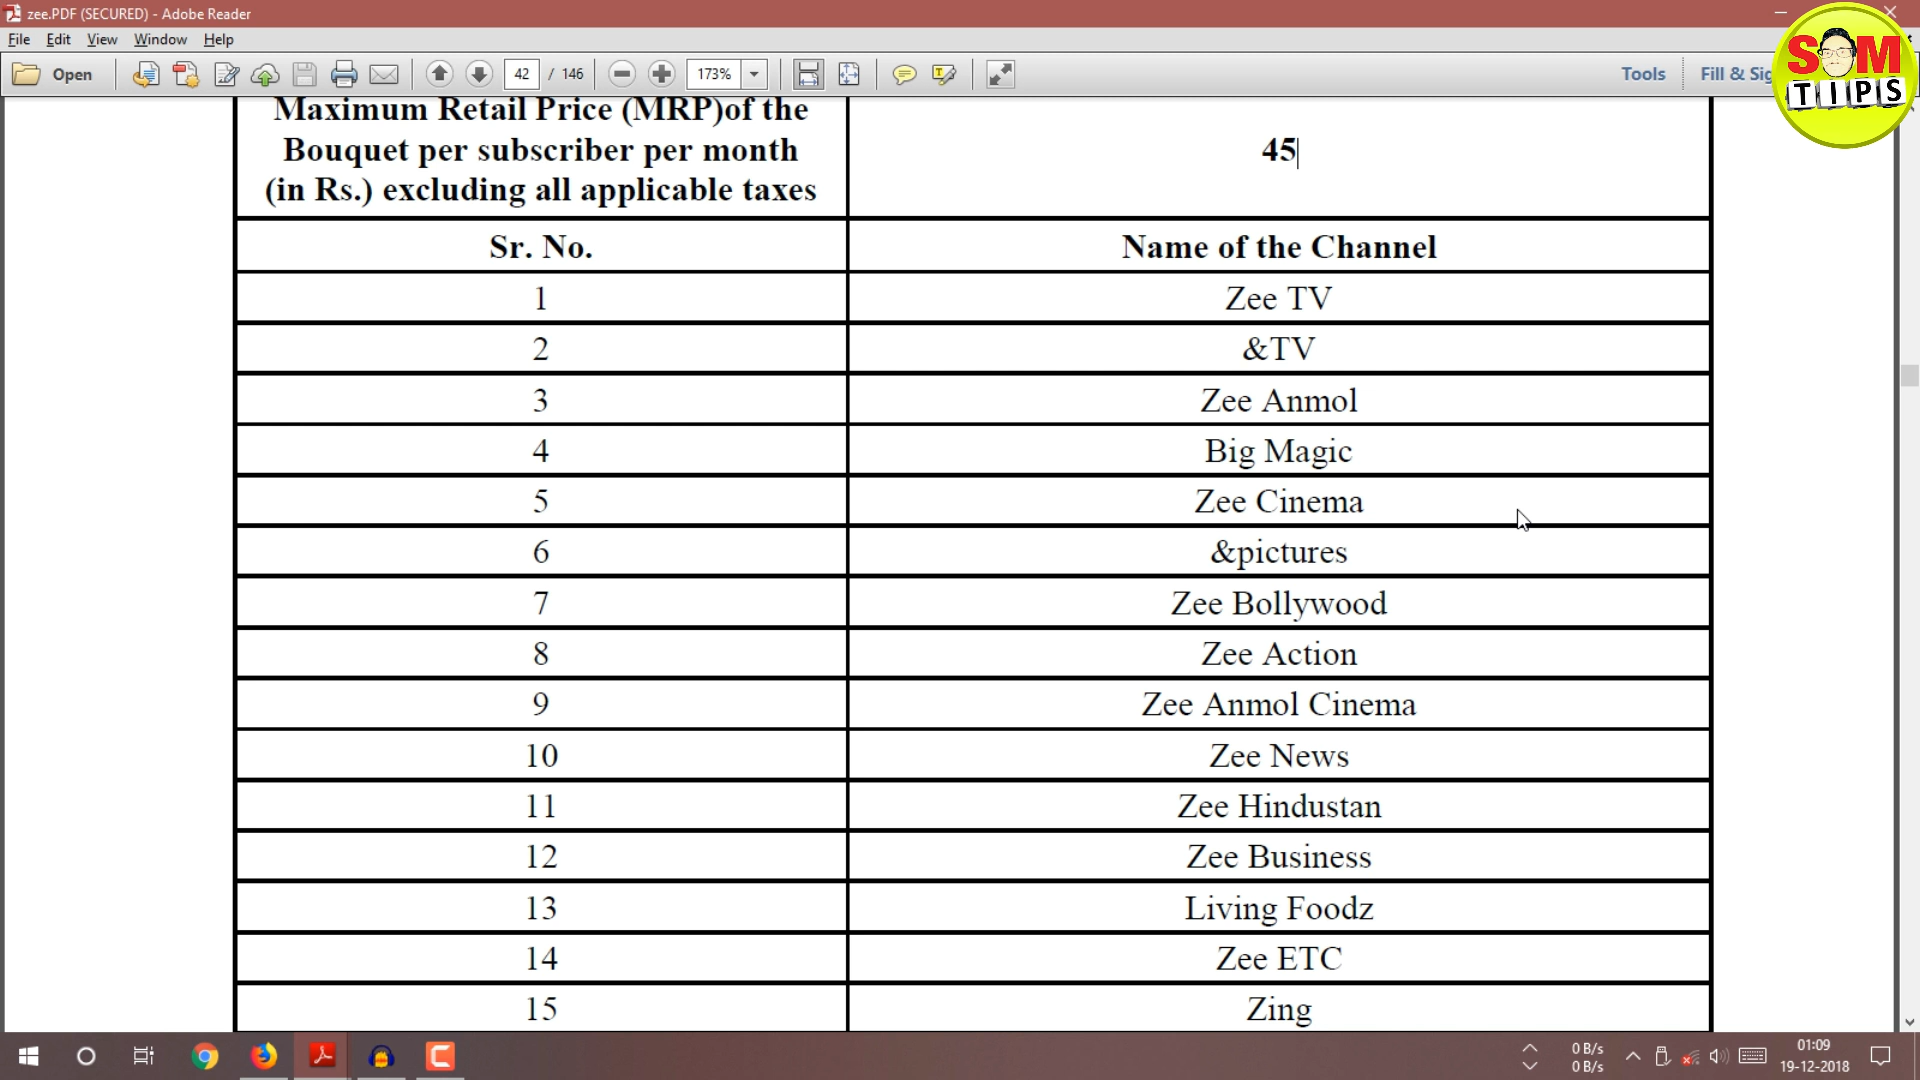 zee.PDF (SECURED) - Adobe Reader
File Edit View Window Help
Open 42 / 146 173% Tools
SOM
TIPS
Maximum Retail Price (MRP)of the
Bouquet per subscriber per month
(in Rs.) excluding all applicable taxes
45
Sr. No. Name of the Channel
1 Zee TV
2 &TV
3 Zee Anmol
4 Big Magic
5 Zee Cinema
6 &pictures
7 Zee Bollywood
8 Zee Action
9 Zee Anmol Cinema
10 Zee News
11 Zee Hindustan
12 Zee Business
13 Living Foodz
14 Zee ETC
15 Zing
0 B/s
0 B/s
01:09
19-12-2018